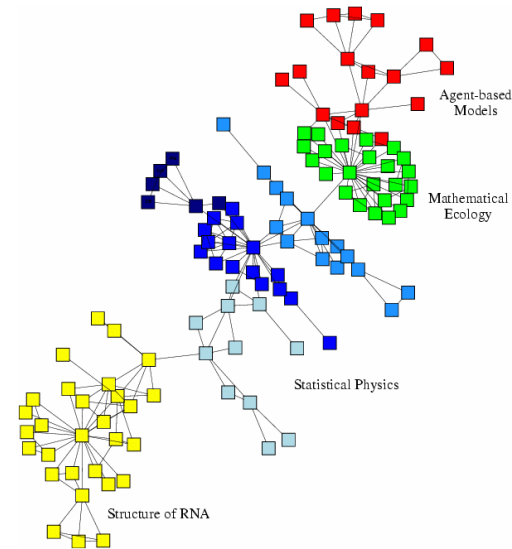 Agent-based
Models
Mathematical
Ecology
Statistical Physics
Structure of RNA